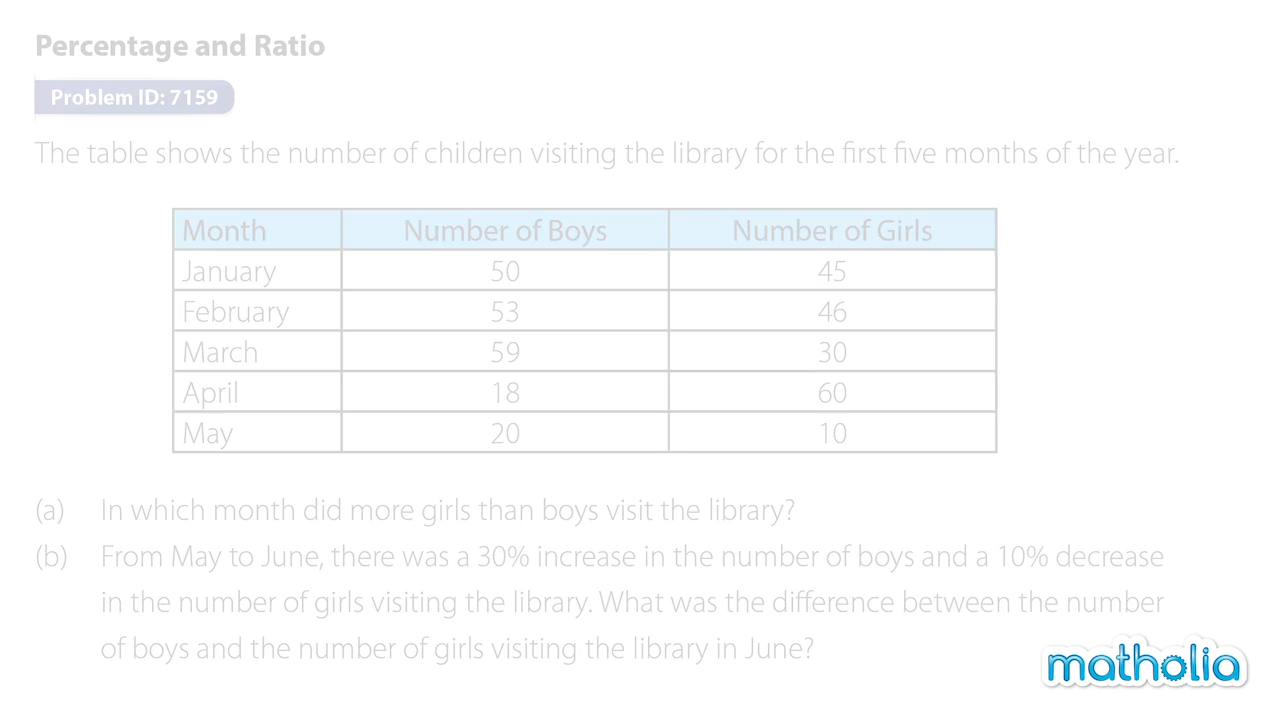 Percentage and Ratio
Problem ID: 7159
The table shows the number of children visiting the library for the first five months of the year.
Month Number of Boys Number of Girls
January 50 45
February 53 46
March 59 30
April 18 60
May 20 10
(a) In which month did more girls than boys visit the library?
(b) From May to June, there was a 30% increase in the number of boys and a 10% decrease
in the number of girls visiting the library. What was the difference between the number
of boys and the number of girls visiting the library in June?
matholia